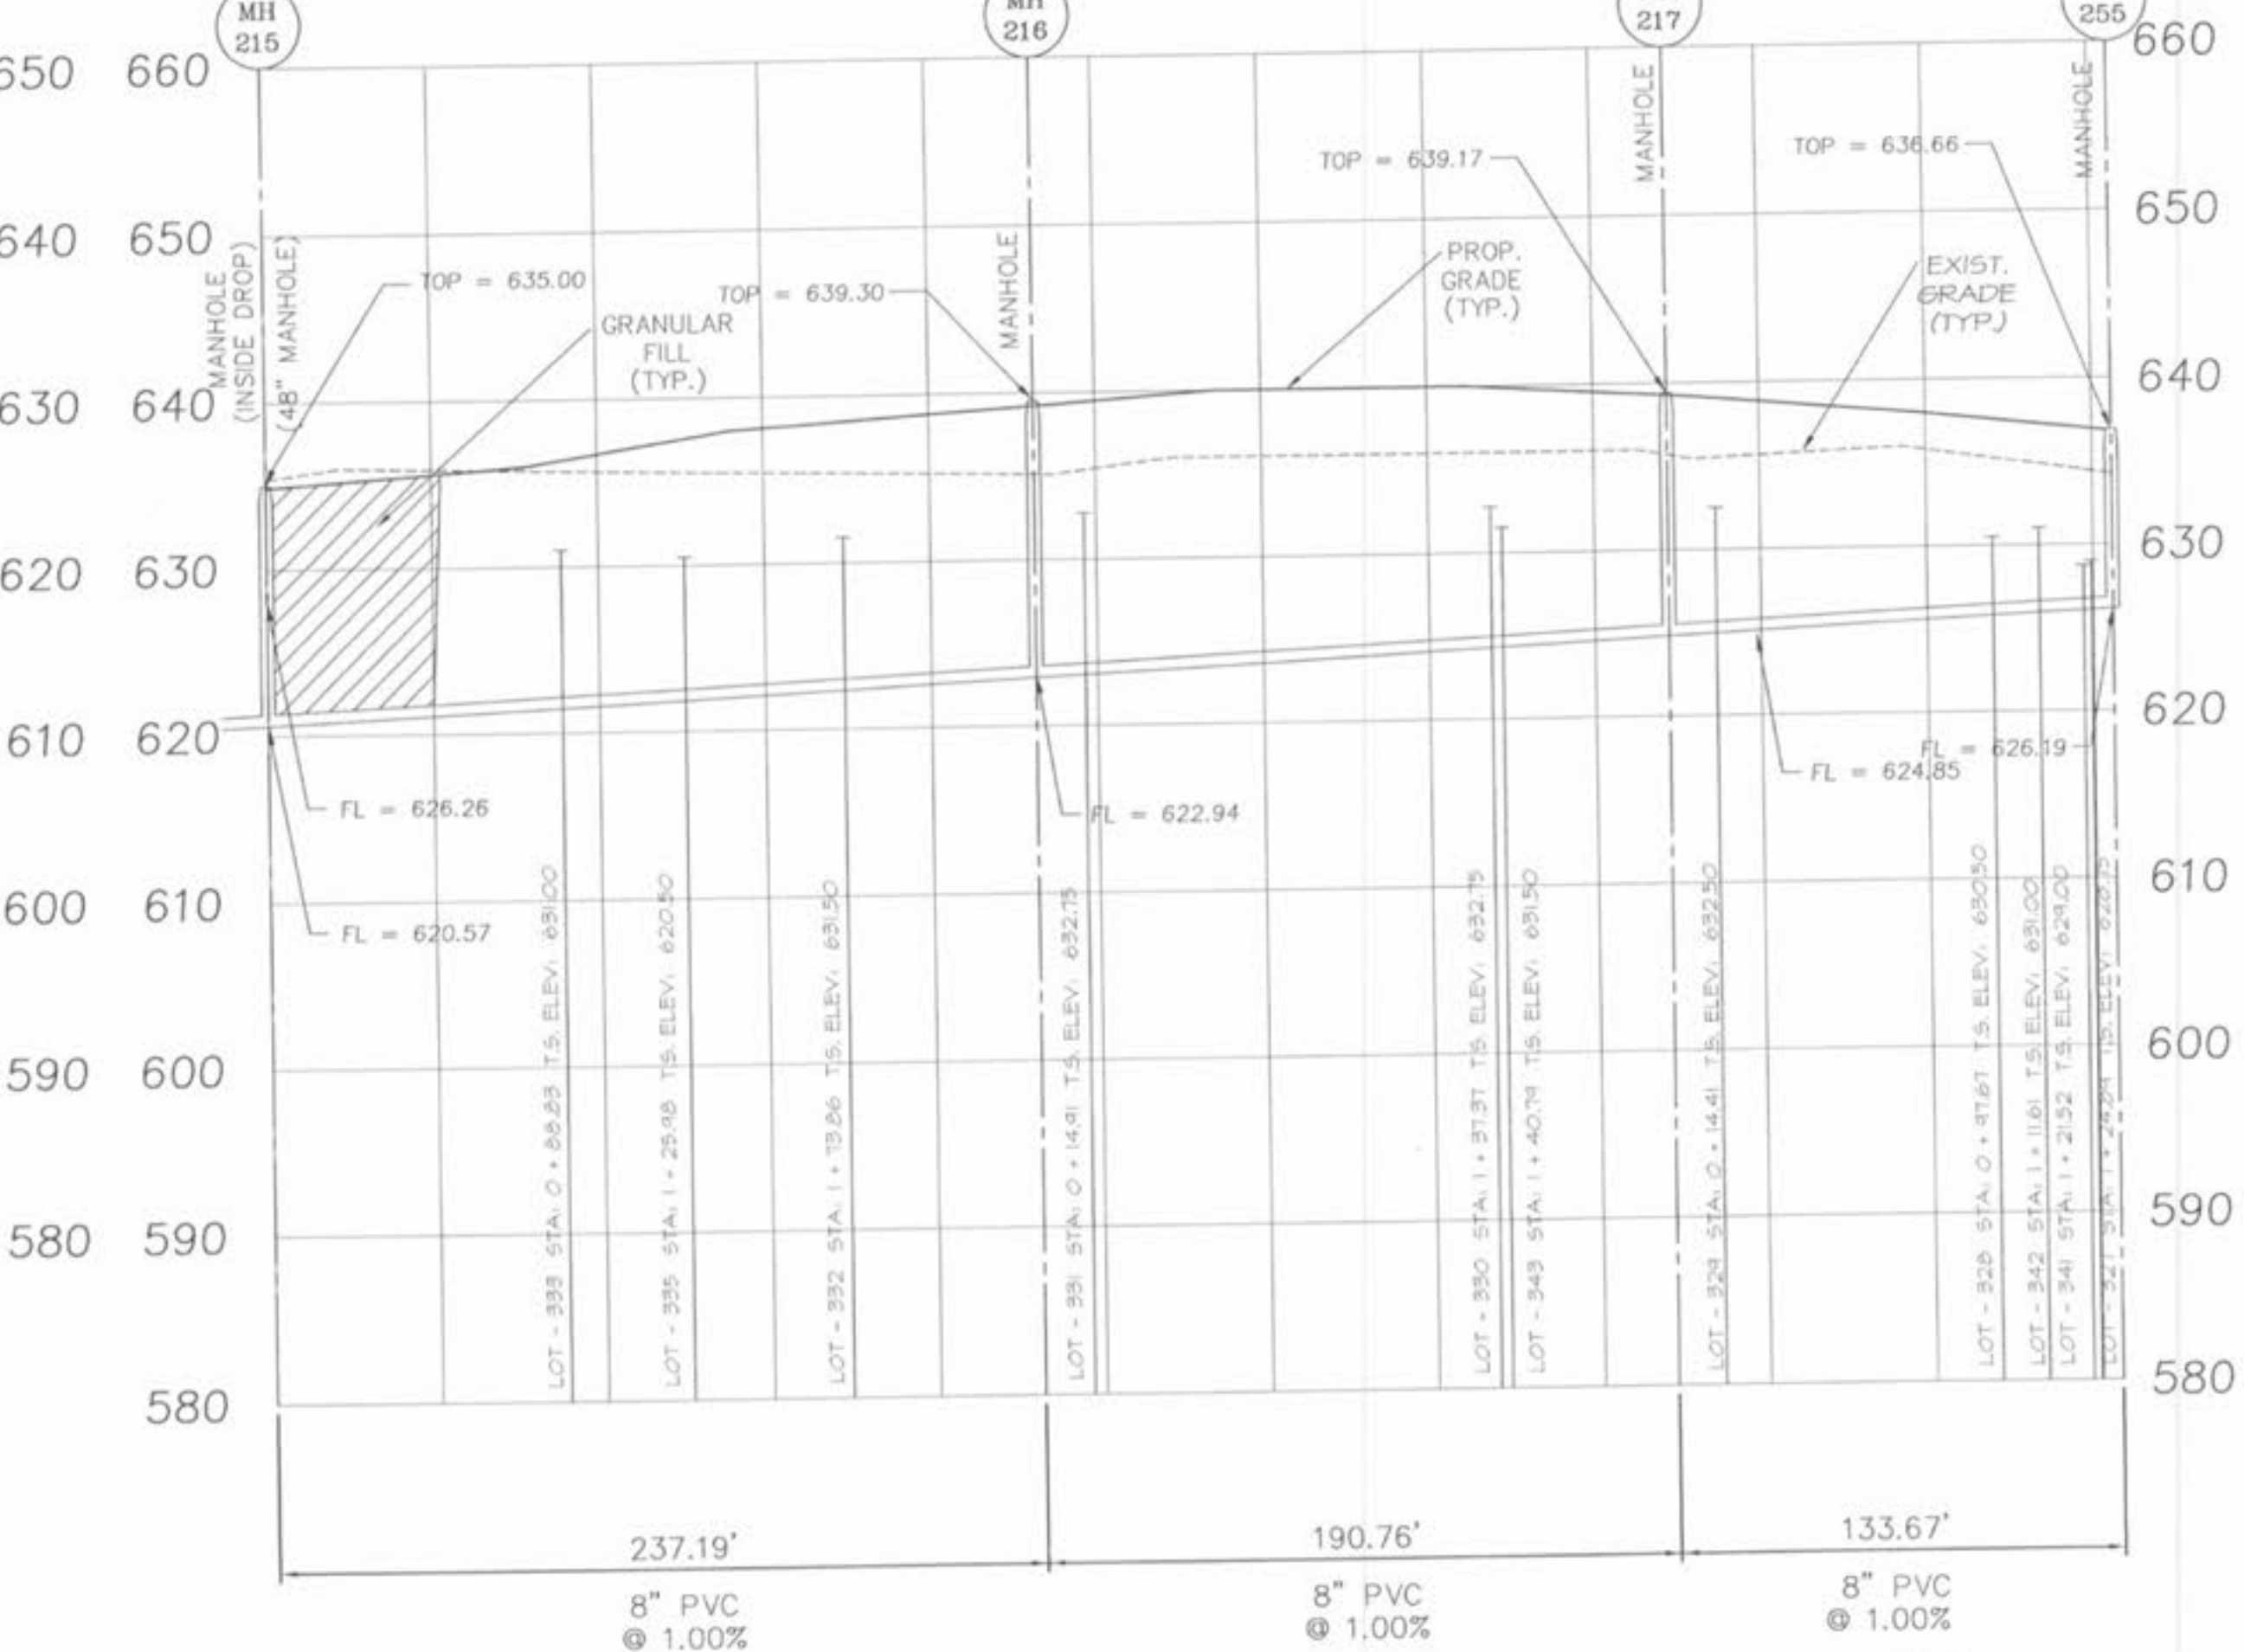 MH
215
MH
216
217
255
650
640
630
620
610
600
590
580
660
650
640
630
620
610
600
590
580
660
650
640
630
620
610
600
590
580
MANHOLE
(INSIDE DROP)
(48" MANHOLE)
TOP = 635.00
GRANULAR
FILL
(TYP.)
TOP = 639.30
MANHOLE
TOP = 639.17
PROP.
GRADE
(TYP.)
MANHOLE
TOP = 636.66
EXIST.
GRADE
(TYP.)
MANHOLE
FL = 626.26
FL = 620.57
FL = 622.94
FL = 624.85
FL = 626.19
LOT - 333 STA: 0 + 88.83 T.S. ELEV: 631.00
LOT - 335 STA: 1 + 25.98 T.S. ELEV: 620.50
LOT - 332 STA: 1 + 73.86 T.S. ELEV: 631.50
LOT - 331 STA: 0 + 14.91 T.S. ELEV: 632.75
LOT - 330 STA: 1 + 37.37 T.S. ELEV: 632.75
LOT - 343 STA: 1 + 40.79 T.S. ELEV: 631.50
LOT - 329 STA: 0 + 14.41 T.S. ELEV: 632.50
LOT - 328 STA: 0 + 97.67 T.S. ELEV: 630.50
LOT - 342 STA: 1 + 11.61 T.S. ELEV: 631.00
LOT - 341 STA: 1 + 21.52 T.S. ELEV: 629.00
LOT - 327 STA: 1 + T.S. ELEV:
237.19'
8" PVC
@ 1.00%
190.76'
8" PVC
@ 1.00%
133.67'
8" PVC
@ 1.00%